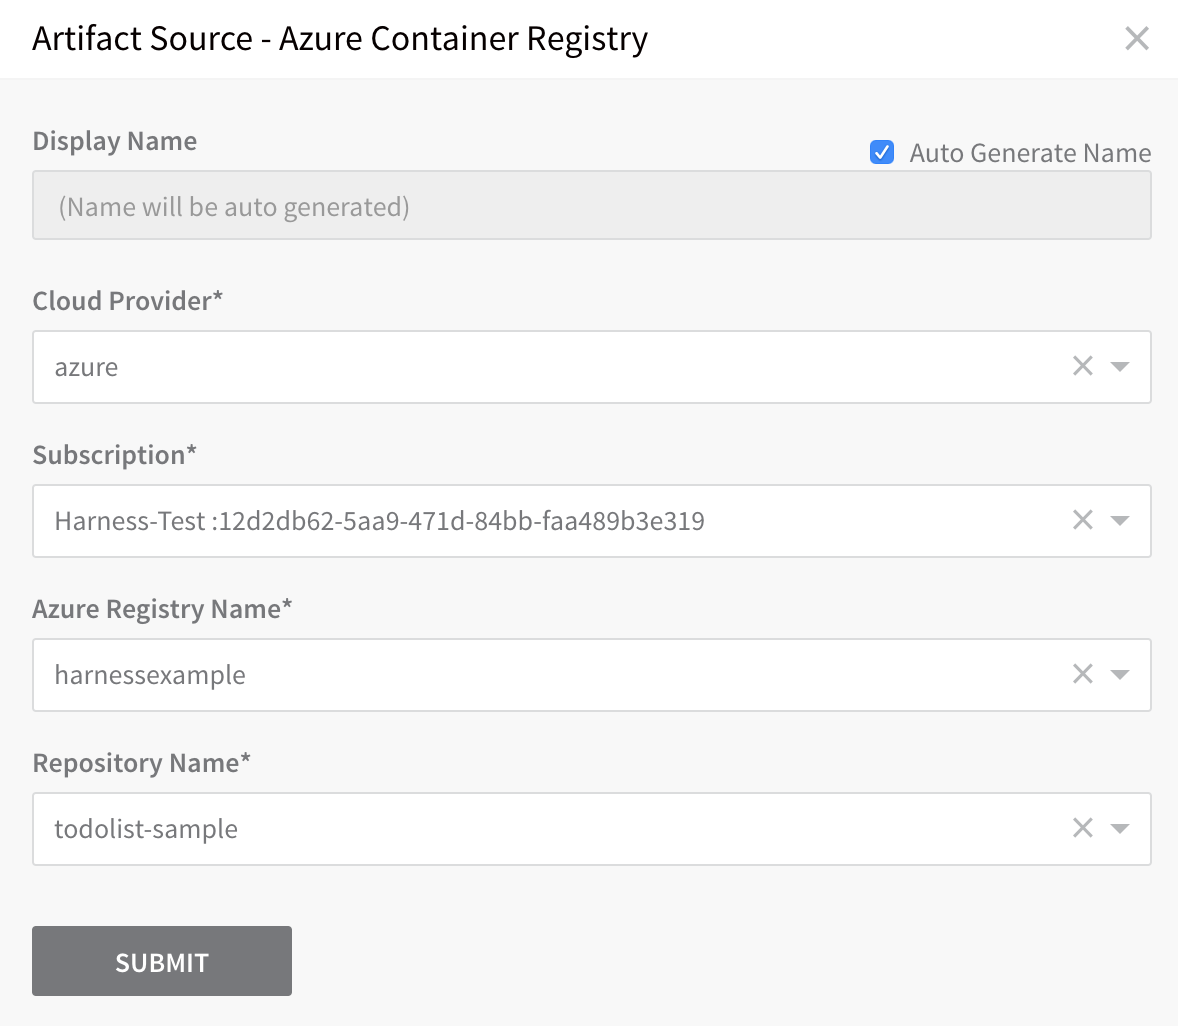 Artifact Source - Azure Container Registry
Display Name
Auto Generate Name
(Name will be auto generated)
Cloud Provider*
azure
Subscription*
Harness-Test :12d2db62-5aa9-471d-84bb-faa489b3e319
Azure Registry Name*
harnessexample
Repository Name*
todolist-sample
SUBMIT